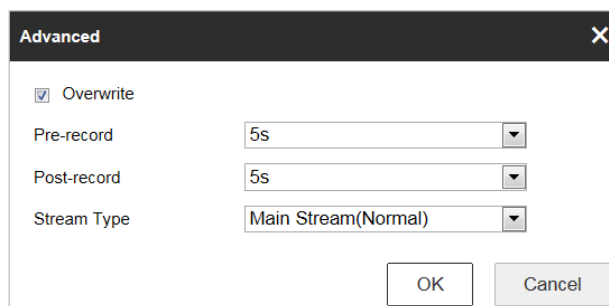 Advanced
Overwrite
Pre-record 5s
Post-record 5s
Stream Type Main Stream(Normal)
OK Cancel